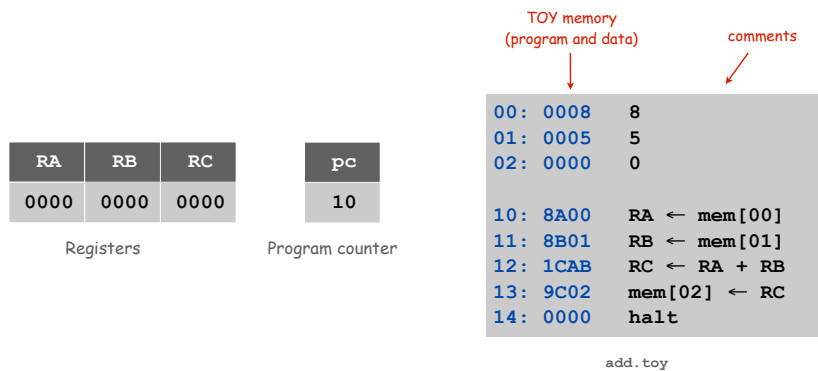 TOY memory
(program and data)
comments
00: 0008 8
01: 0005 5
02: 0000 0
10: 8A00 RA ← mem[00]
11: 8B01 RB ← mem[01]
12: 1CAB RC ← RA + RB
13: 9C02 mem[02] ← RC
14: 0000 halt
add.toy
RA RB RC
0000 0000 0000
Registers
pc
10
Program counter